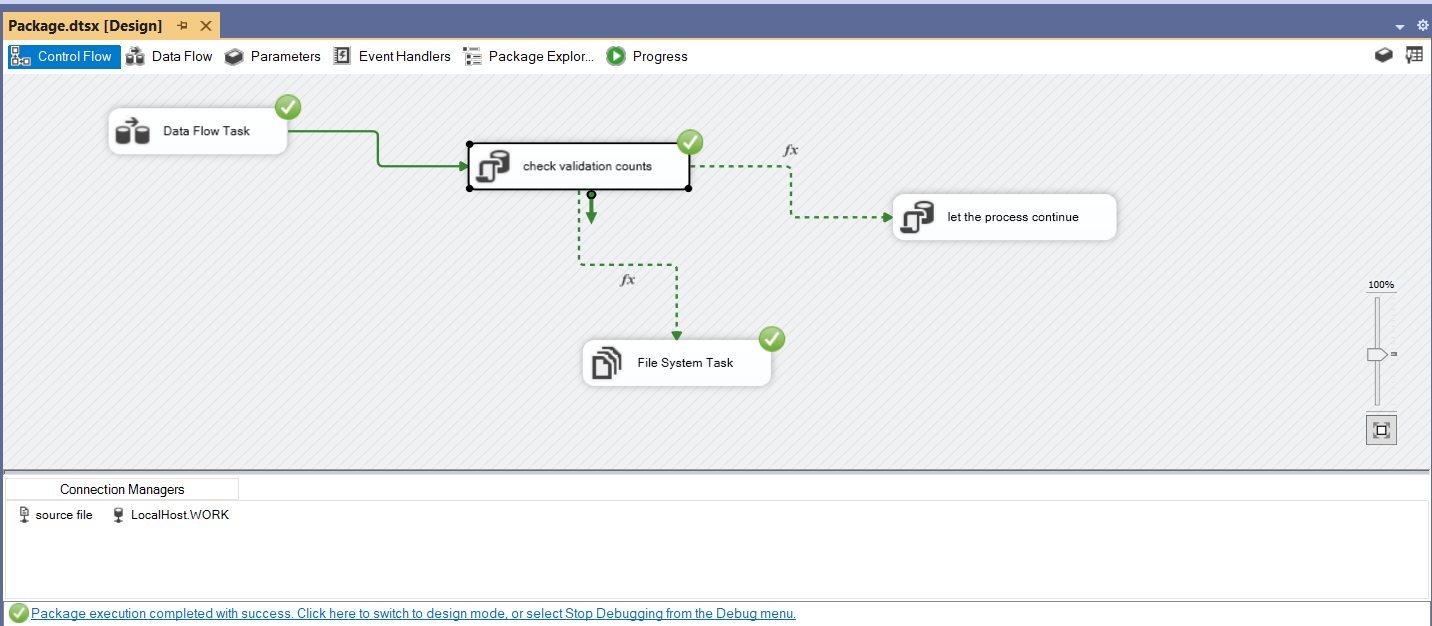 Package.dtsx [Design]
Control Flow Data Flow Parameters Event Handlers Package Explor... Progress
Data Flow Task
check validation counts
fx
let the process continue
fx
100%
File System Task
Connection Managers
source file LocalHost.WORK
Package execution completed with success. Click here to switch to design mode, or select Stop Debugging from the Debug menu.